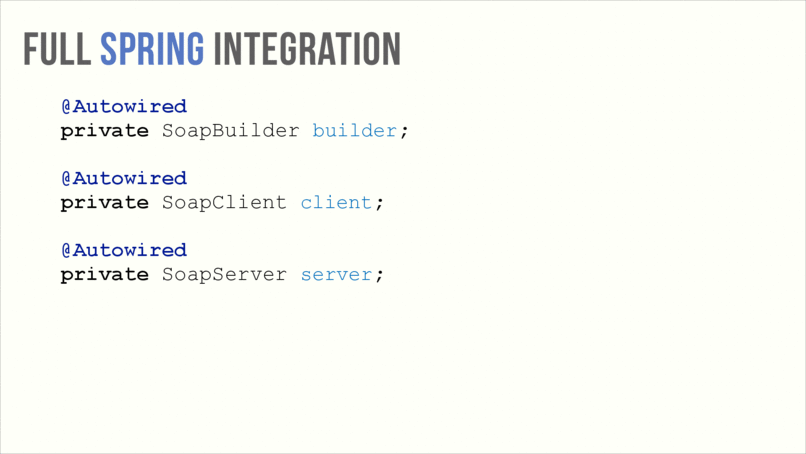 FULL SPRING INTEGRATION
@Autowired
private SoapBuilder builder;
@Autowired
private SoapClient client;
@Autowired
private SoapServer server;